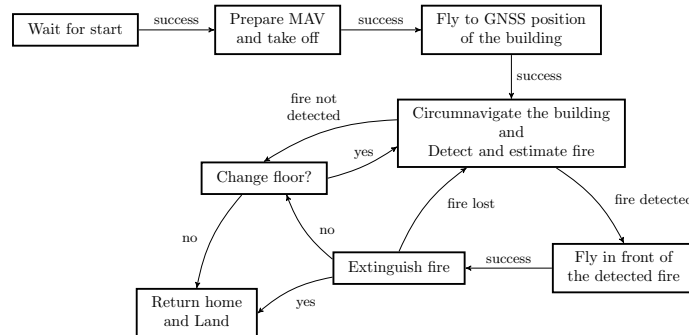 Wait for start
success
Prepare MAV
and take off
success
Fly to GNSS position
of the building
success
Circumnavigate the building
and
Detect and estimate fire
fire not
detected
yes
Change floor?
fire detected
fire lost
no
no
Extinguish fire
success
Fly in front of
the detected fire
yes
Return home
and Land